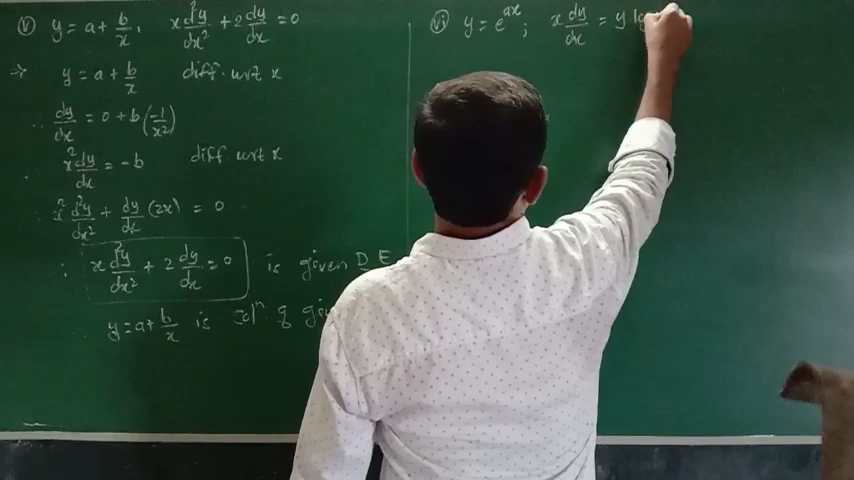 (v) y = a + b/x, x d²y/dx² + 2 dy/dx = 0
⇒ y = a + b/x diff. wrt x
∴ dy/dx = 0 + b(-1/x²)
∴ x² dy/dx = -b diff. wrt x
∴ x² d²y/dx² + dy/dx (2x) = 0
∴ x d²y/dx² + 2 dy/dx = 0 is given D E
y = a + b/x is solⁿ of
(vi) y = e^ax ; x dy/dx = y